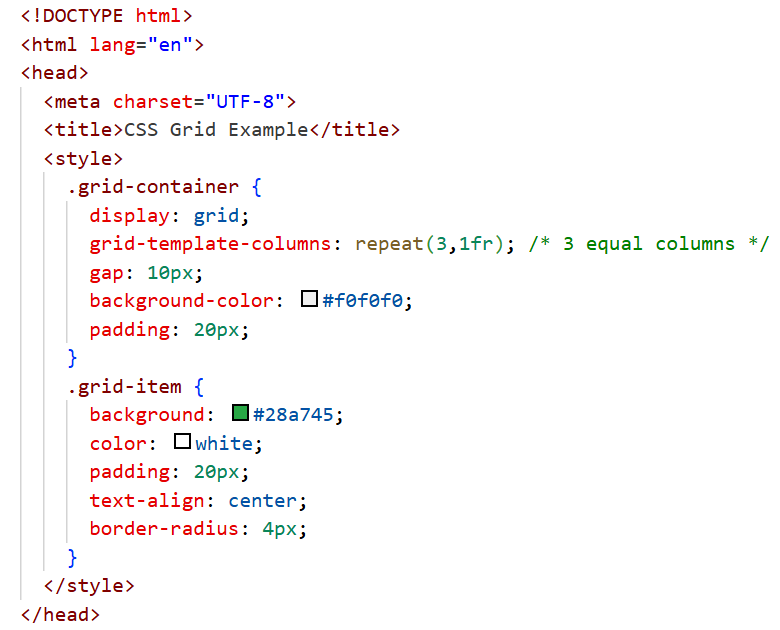 <!DOCTYPE html>
<html lang="en">
<head>
  <meta charset="UTF-8">
  <title>CSS Grid Example</title>
  <style>
    .grid-container {
      display: grid;
      grid-template-columns: repeat(3,1fr); /* 3 equal columns */
      gap: 10px;
      background-color: #f0f0f0;
      padding: 20px;
    }
    .grid-item {
      background: #28a745;
      color: white;
      padding: 20px;
      text-align: center;
      border-radius: 4px;
    }
  </style>
</head>